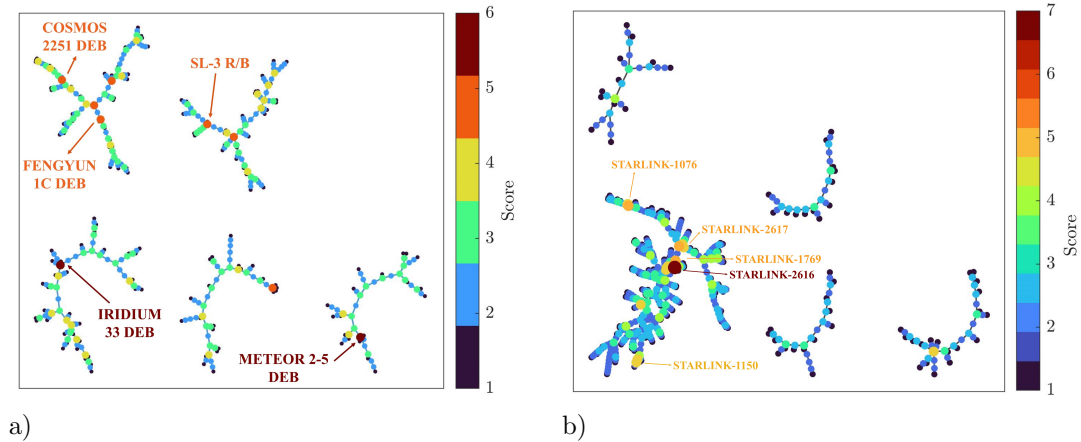 COSMOS
2251 DEB
SL-3 R/B
FENGYUN
1C DEB
IRIDIUM
33 DEB
METEOR 2-5
DEB
6
5
4
3
2
1
Score
a)
STARLINK-1076
STARLINK-2617
STARLINK-1769
STARLINK-2616
STARLINK-1150
7
6
5
4
3
2
1
Score
b)